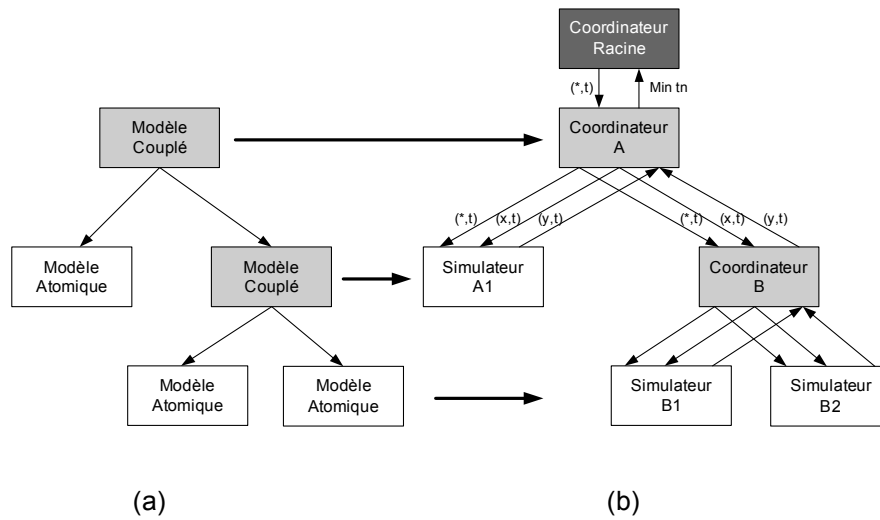 Coordinateur
Racine
(*,t)
Min tn
Modèle
Couplé
Coordinateur
A
(*,t)
(x,t)
(y,t)
(*,t)
(x,t)
(y,t)
Modèle
Atomique
Modèle
Couplé
Simulateur
A1
Coordinateur
B
Modèle
Atomique
Modèle
Atomique
Simulateur
B1
Simulateur
B2
(a)
(b)